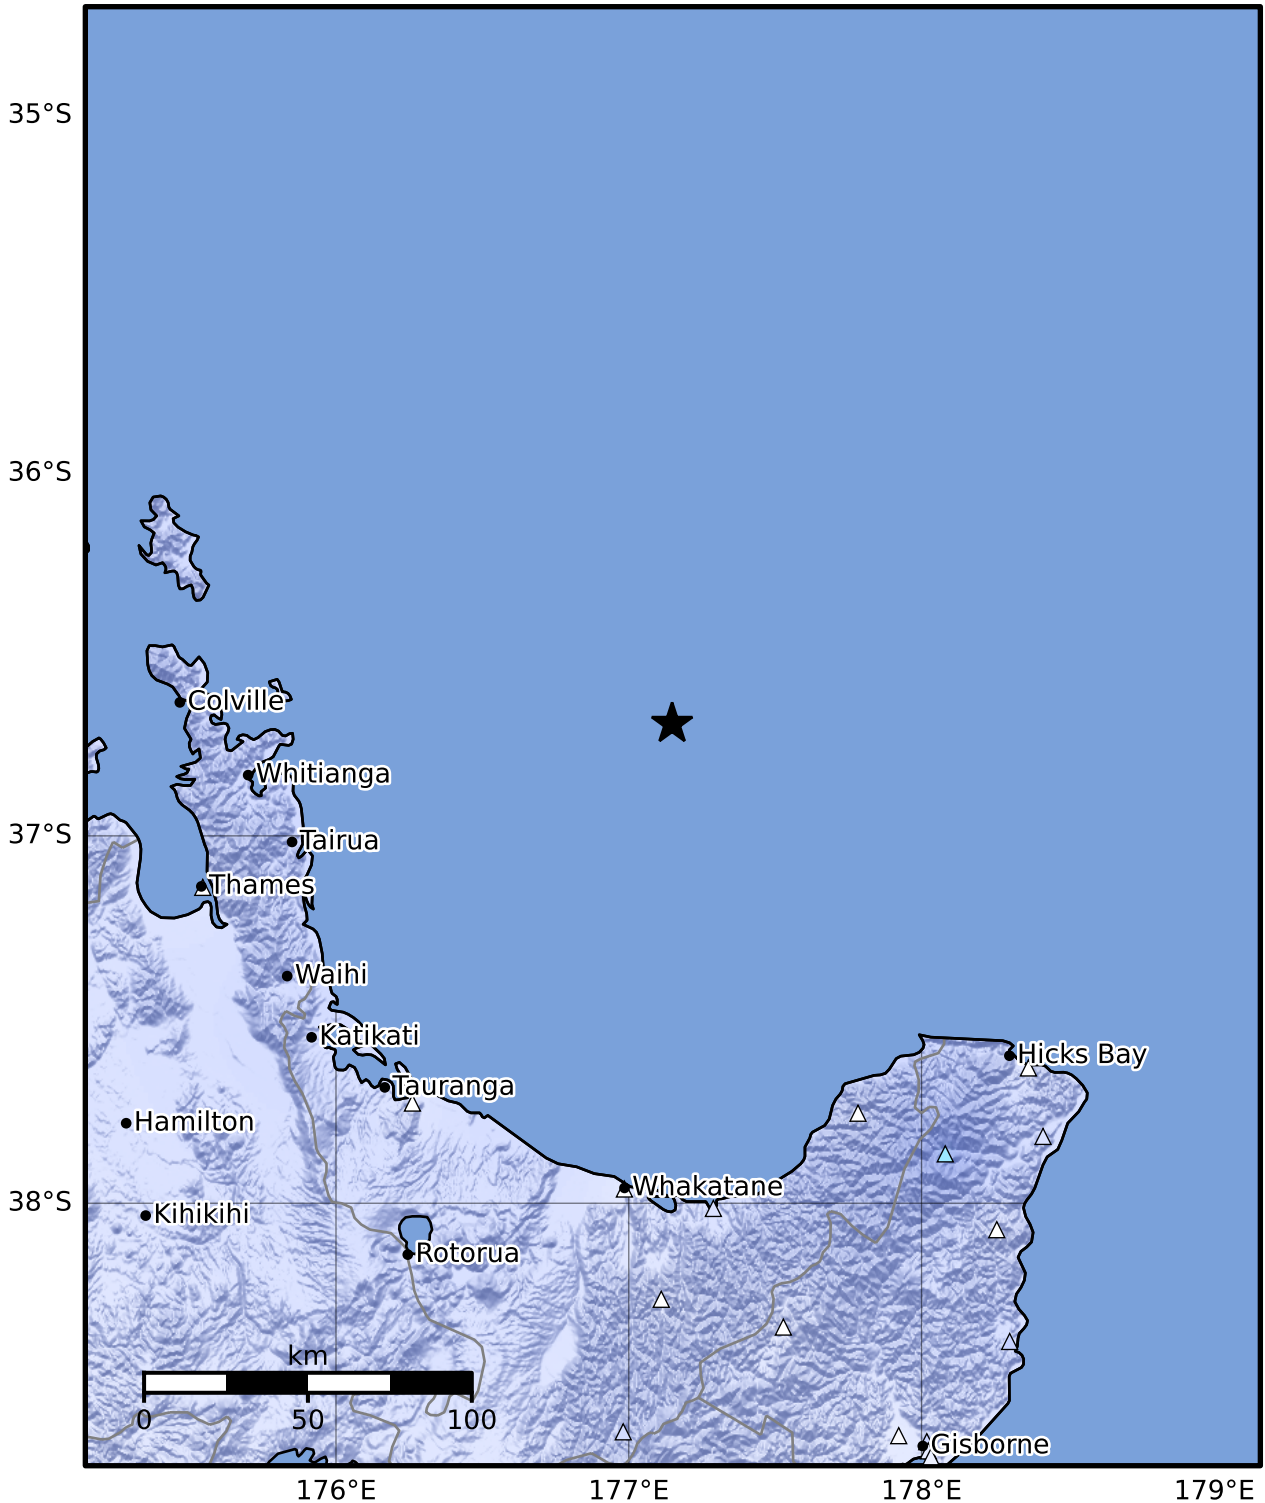 35°S
36°S
Colville
Whitianga
37°S
Tairua
Thames
Waihi
Katikati
Hicks Bay
Tauranga
Hamilton
Whakatane
38°S
Kihikihi
Rotorua
km
0 50 100
Gisborne
176°E 177°E 178°E 179°E